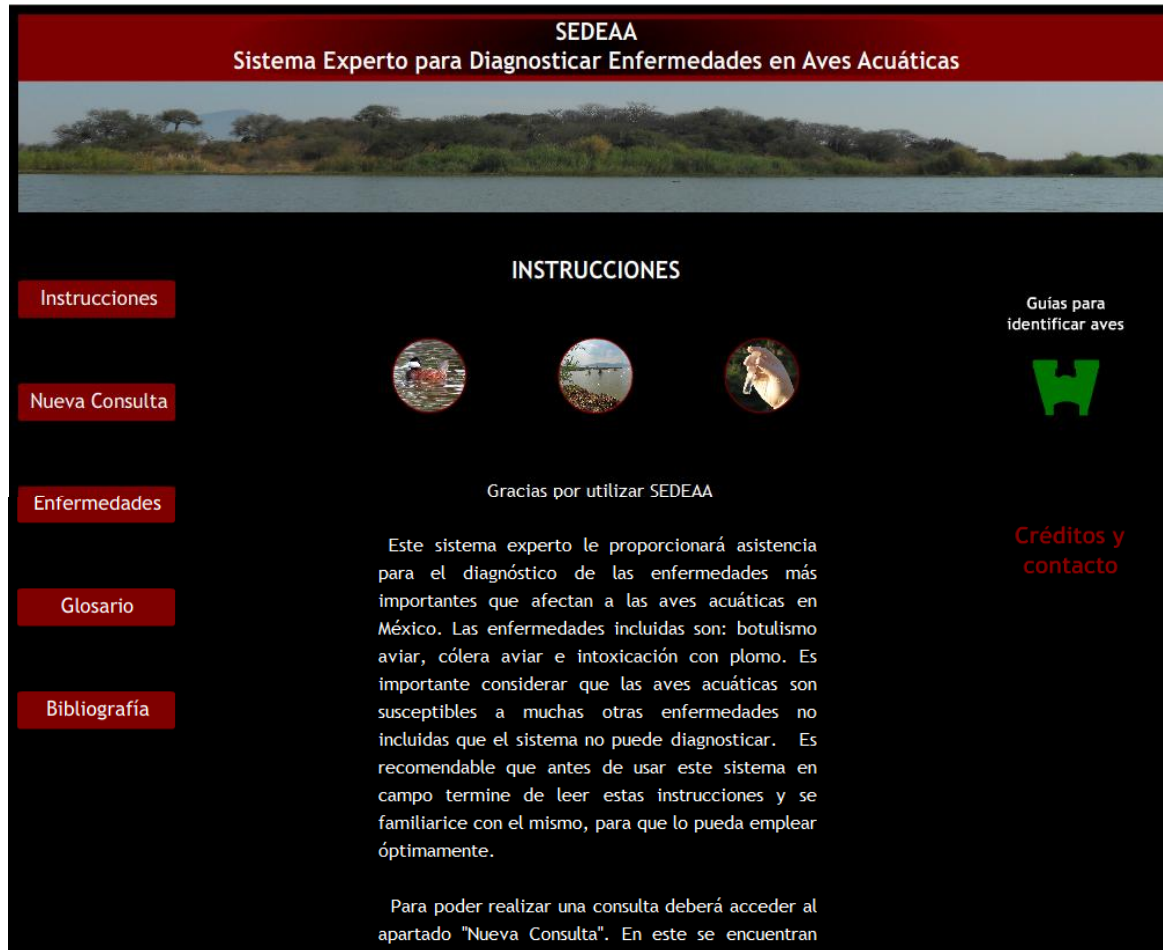 SEDEAA
Sistema Experto para Diagnosticar Enfermedades en Aves Acuáticas
INSTRUCCIONES
Instrucciones
Nueva Consulta
Enfermedades
Glosario
Bibliografía
Gracias por utilizar SEDEAA
Este sistema experto le proporcionará asistencia
para el diagnóstico de las enfermedades más
importantes que afectan a las aves acuáticas en
México. Las enfermedades incluidas son: botulismo
aviar, cólera aviar e intoxicación con plomo. Es
importante considerar que las aves acuáticas son
susceptibles a muchas otras enfermedades no
incluidas que el sistema no puede diagnosticar. Es
recomendable que antes de usar este sistema en
campo termine de leer estas instrucciones y se
familiarice con el mismo, para que lo pueda emplear
óptimamente.
Para poder realizar una consulta deberá acceder al
apartado "Nueva Consulta". En este se encuentran
Guías para
identificar aves
Créditos y
contacto